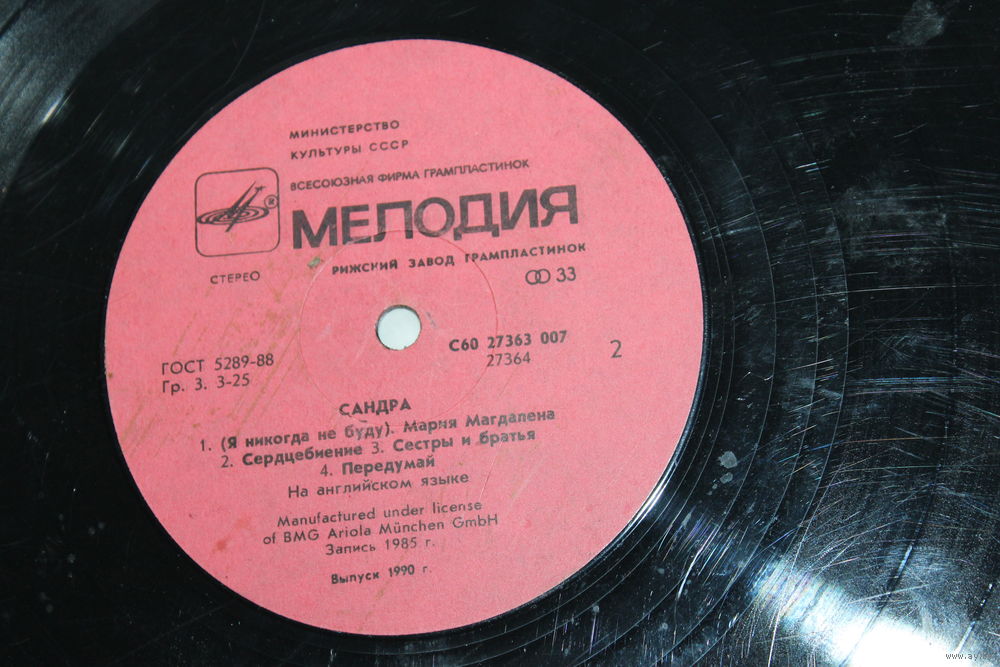 МИНИСТЕРСТВО
КУЛЬТУРЫ СССР
ВСЕСОЮЗНАЯ ФИРМА ГРАМПЛАСТИНОК
®
МЕЛОДИЯ
РИЖСКИЙ ЗАВОД ГРАМПЛАСТИНОК
СТЕРЕО
33
С60 27363 007
27364
2
ГОСТ 5289-88
Гр. 3. 3-25
САНДРА
1. (Я никогда не буду). Мария Магдалена
2. Сердцебиение 3. Сестры и братья
4. Передумай
На английском языке
Manufactured under license
of BMG Ariola München GmbH
Запись 1985 г.
Выпуск 1990 г.